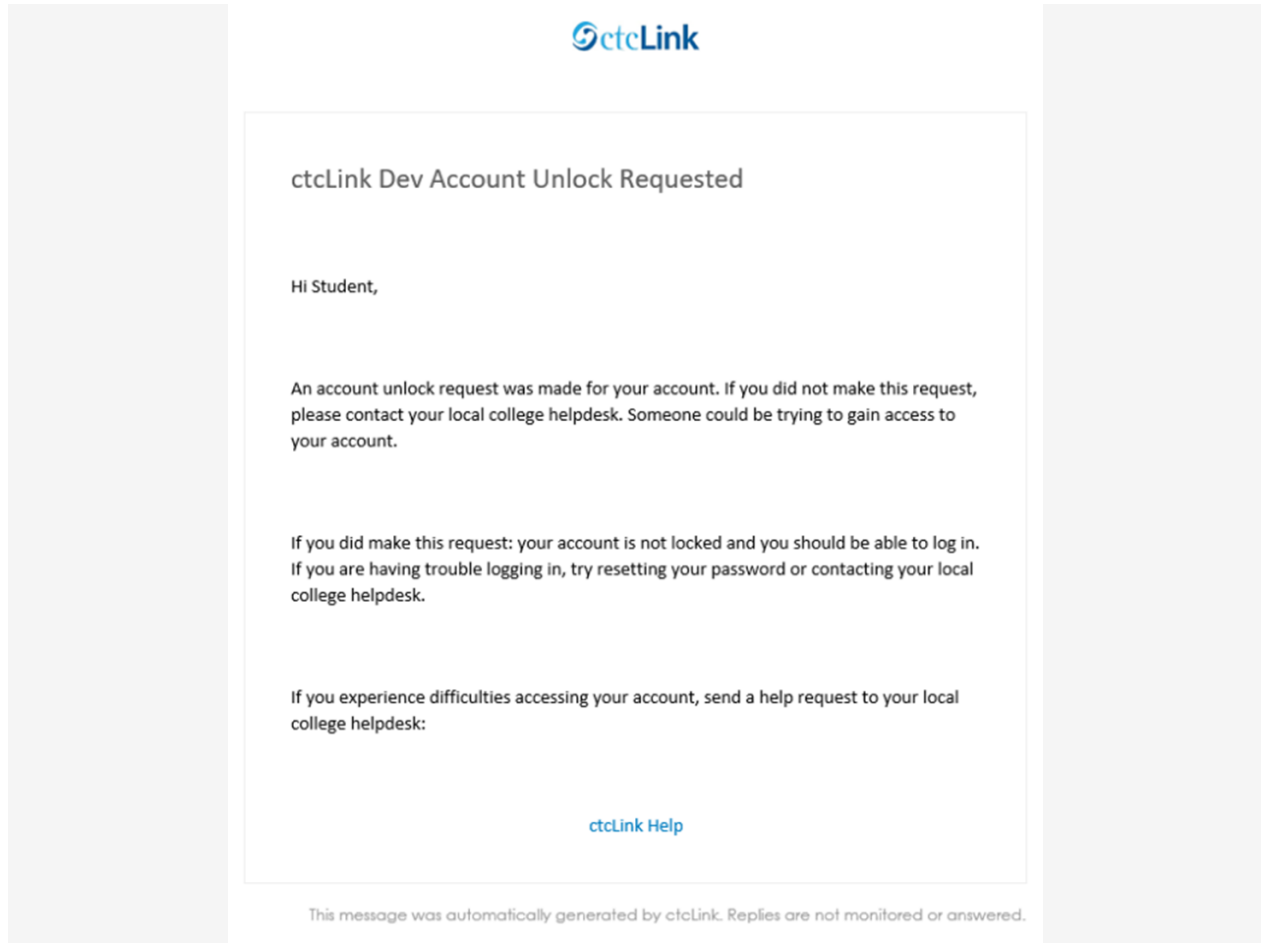 ctcLink
ctcLink Dev Account Unlock Requested
Hi Student,
An account unlock request was made for your account. If you did not make this request,
please contact your local college helpdesk. Someone could be trying to gain access to
your account.
If you did make this request: your account is not locked and you should be able to log in.
If you are having trouble logging in, try resetting your password or contacting your local
college helpdesk.
If you experience difficulties accessing your account, send a help request to your local
college helpdesk:
ctcLink Help
This message was automatically generated by ctcLink. Replies are not monitored or answered.